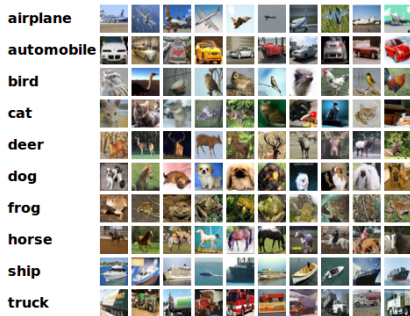 airplane
automobile
bird
cat
deer
dog
frog
horse
ship
truck